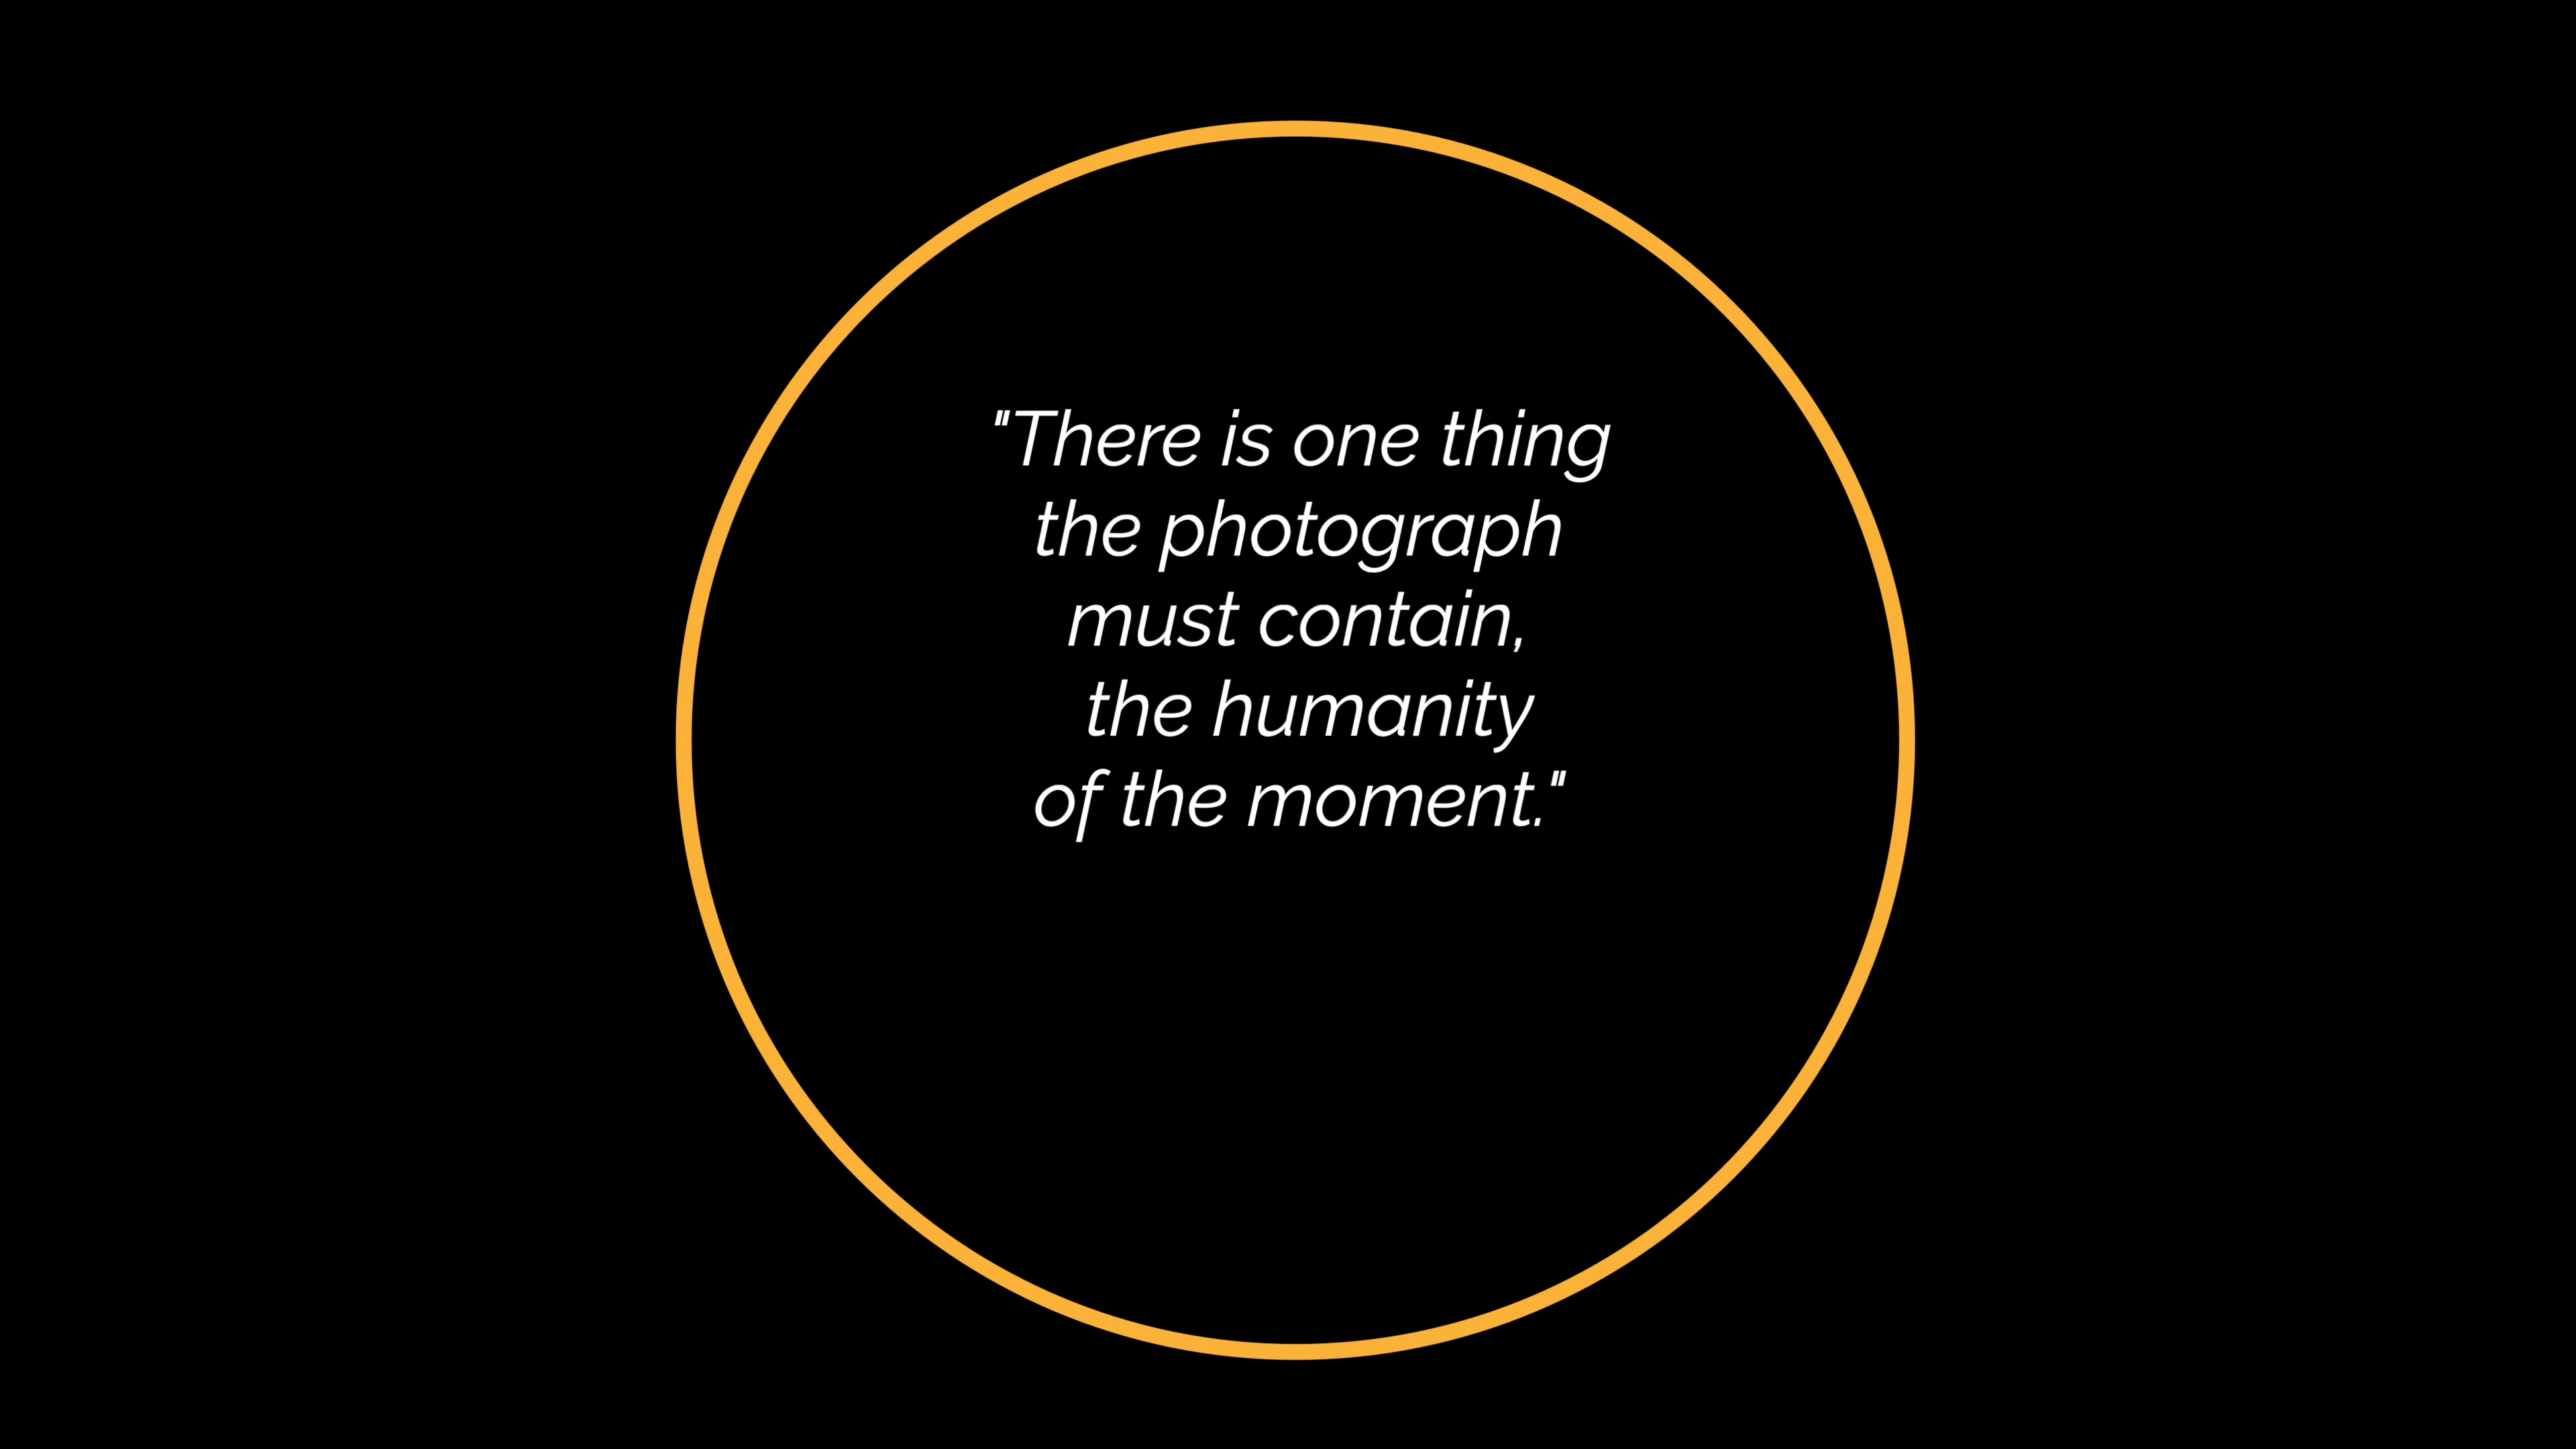 "There is one thing
the photograph
must contain,
the humanity
of the moment."